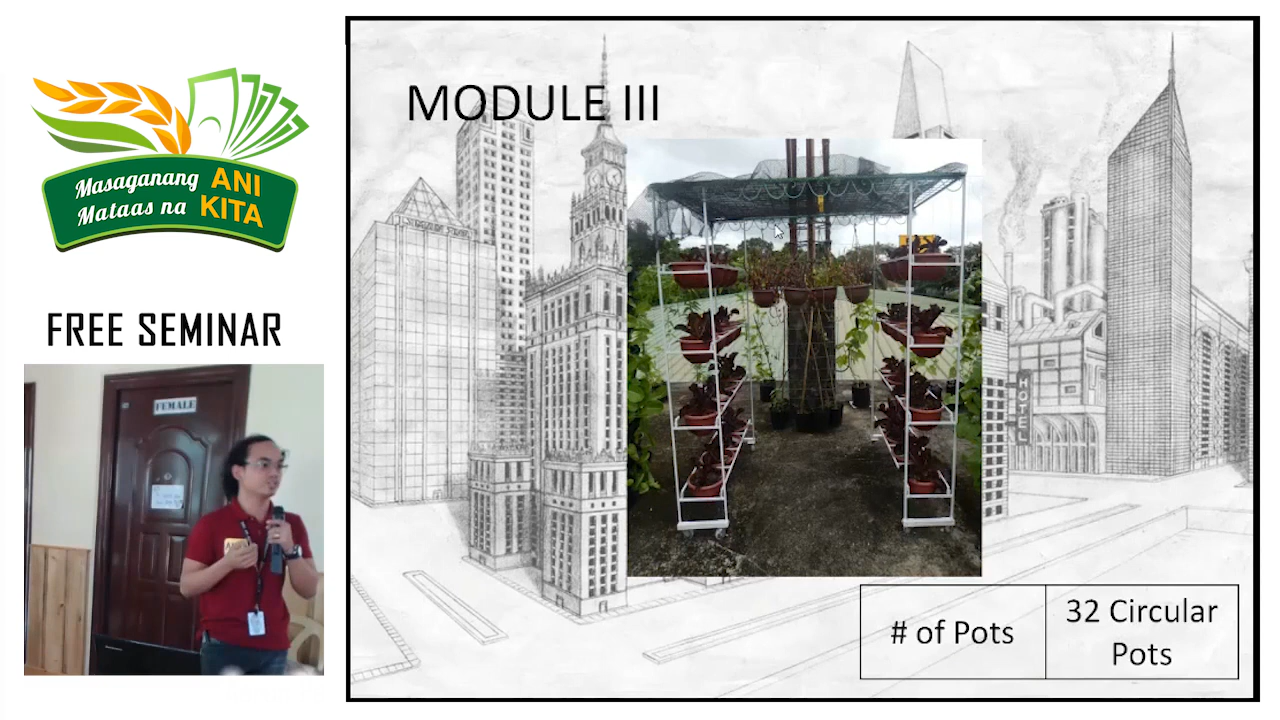 Masaganang ANI
Mataas na KITA
FREE SEMINAR
FEMALE
MODULE III
HOTEL
# of Pots
32 Circular
Pots